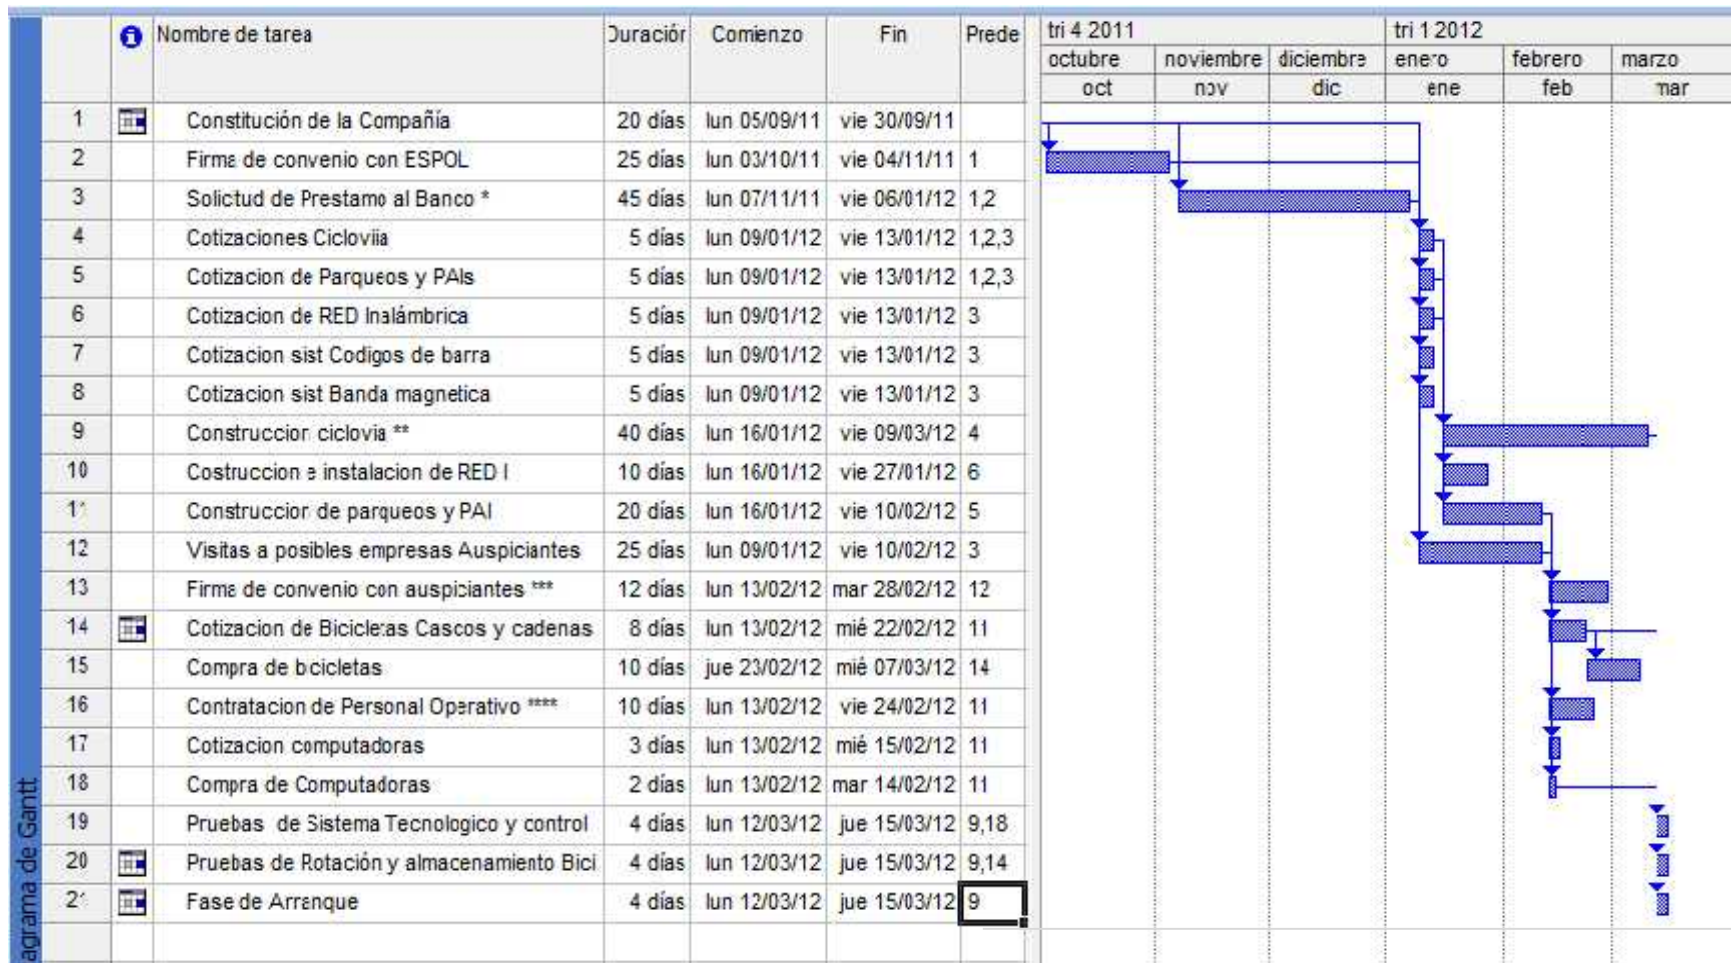 Nombre de tarea Duración Comienzo Fin Prede tri 4 2011 tri 1 2012
octubre noviembre diciembre enero febrero marzo
oct nov dic ene feb mar
1 Constitución de la Compañía 20 días lun 05/09/11 vie 30/09/11
2 Firma de convenio con ESPOL 25 días lun 03/10/11 vie 04/11/11 1
3 Solictud de Prestamo al Banco * 45 días lun 07/11/11 vie 06/01/12 1,2
4 Cotizaciones Cicloviia 5 días lun 09/01/12 vie 13/01/12 1,2,3
5 Cotizacion de Parqueos y PAIs 5 días lun 09/01/12 vie 13/01/12 1,2,3
6 Cotizacion de RED Inalámbrica 5 días lun 09/01/12 vie 13/01/12 3
7 Cotizacion sist Codigos de barra 5 días lun 09/01/12 vie 13/01/12 3
8 Cotizacion sist Banda magnetica 5 días lun 09/01/12 vie 13/01/12 3
9 Construccion ciclovia ** 40 días lun 16/01/12 vie 09/03/12 4
10 Costruccion e instalacion de RED I 10 días lun 16/01/12 vie 27/01/12 6
11 Construccion de parqueos y PAI 20 días lun 16/01/12 vie 10/02/12 5
12 Visitas a posibles empresas Auspiciantes 25 días lun 09/01/12 vie 10/02/12 3
13 Firma de convenio con auspiciantes *** 12 días lun 13/02/12 mar 28/02/12 12
14 Cotizacion de Bicicletas Cascos y cadenas 8 días lun 13/02/12 mié 22/02/12 11
15 Compra de bicicletas 10 días jue 23/02/12 mié 07/03/12 14
16 Contratacion de Personal Operativo **** 10 días lun 13/02/12 vie 24/02/12 11
17 Cotizacion computadoras 3 días lun 13/02/12 mié 15/02/12 11
18 Compra de Computadoras 2 días lun 13/02/12 mar 14/02/12 11
19 Pruebas de Sistema Tecnologico y control 4 días lun 12/03/12 jue 15/03/12 9,18
20 Pruebas de Rotación y almacenamiento Bici 4 días lun 12/03/12 jue 15/03/12 9,14
21 Fase de Arranque 4 días lun 12/03/12 jue 15/03/12 9
agrama de Gantt